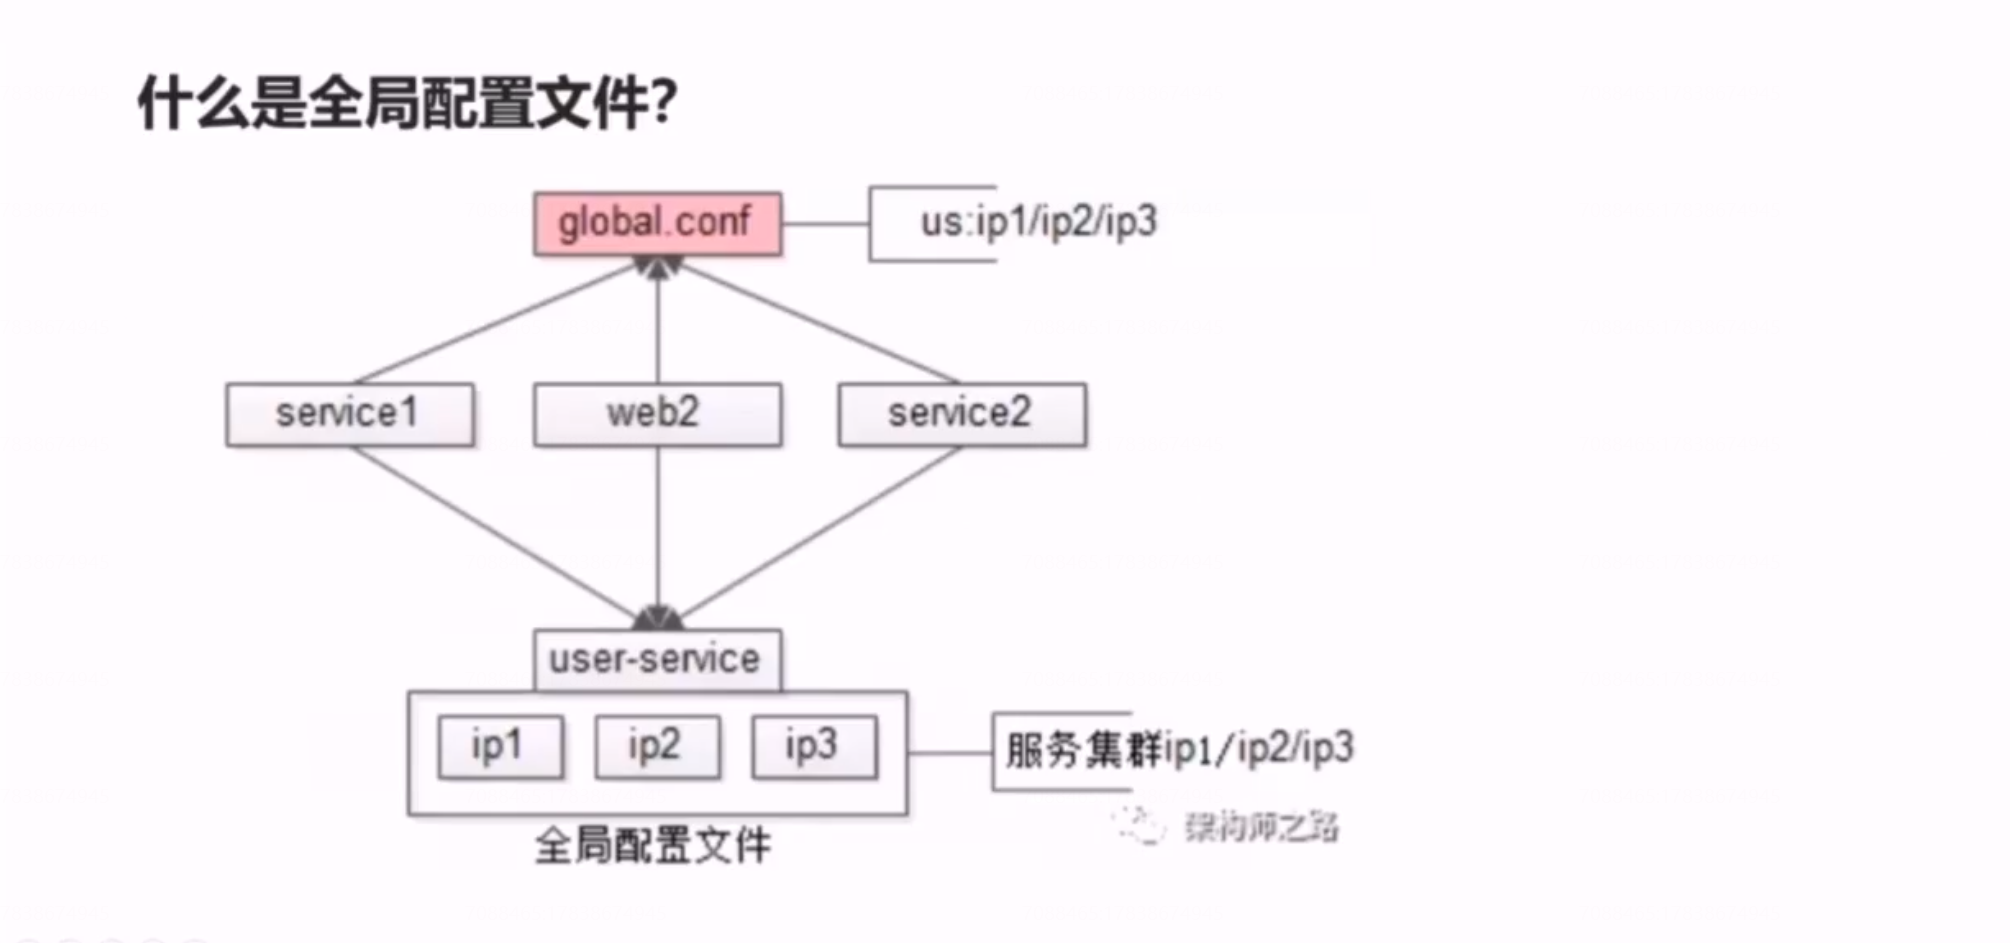 什么是全局配置文件?
global.conf
us:ip1/ip2/ip3
service1
web2
service2
user-service
ip1
ip2
ip3
服务集群ip1/ip2/ip3
全局配置文件
架构师之路